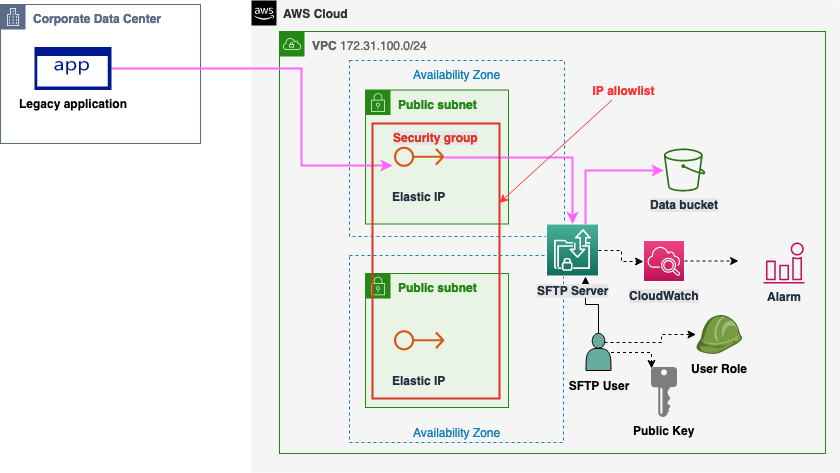 Corporate Data Center
app
Legacy application
aws
AWS Cloud
VPC 172.31.100.0/24
Availability Zone
Public subnet
Security group
Elastic IP
IP allowlist
Data bucket
SFTP Server
CloudWatch
Alarm
Public subnet
Elastic IP
Availability Zone
SFTP User
User Role
Public Key